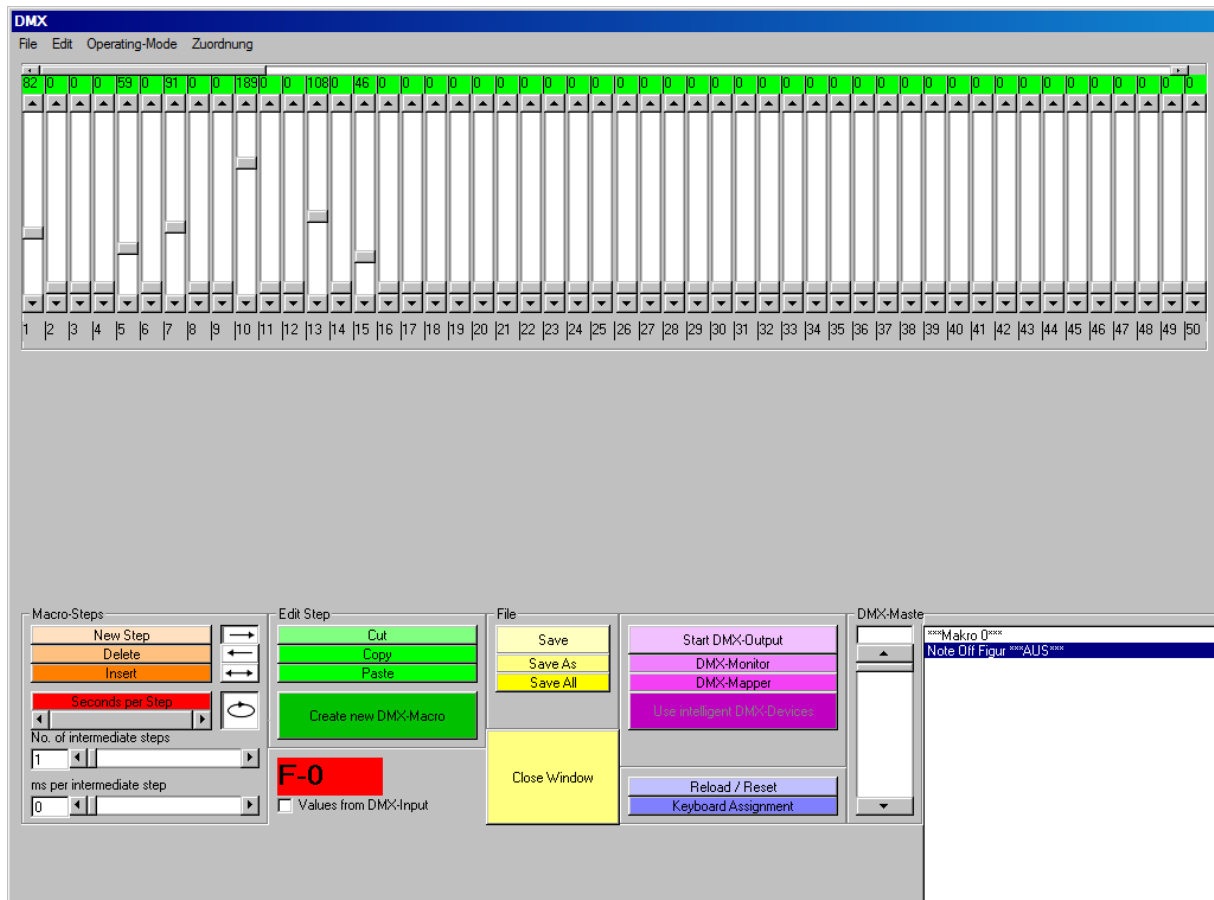 DMX
File Edit Operating-Mode Zuordnung
82 0 0 0 59 0 91 0 0 189 0 0 108 0 46 0 0 0 0 0 0 0 0 0 0 0 0 0 0 0 0 0 0 0 0 0 0 0 0 0 0 0 0 0 0 0 0 0 0 0
1 |2 |3 |4 |5 |6 |7 |8 |9 |10 |11 |12 |13 |14 |15 |16 |17 |18 |19 |20 |21 |22 |23 |24 |25 |26 |27 |28 |29 |30 |31 |32 |33 |34 |35 |36 |37 |38 |39 |40 |41 |42 |43 |44 |45 |46 |47 |48 |49 |50
Macro-Steps
New Step
Delete
Insert
Seconds per Step
No. of intermediate steps
1
ms per intermediate step
0
Edit Step
Cut
Copy
Paste
Create new DMX-Macro
F-0
Values from DMX-Input
File
Save
Save As
Save All
Close Window
Start DMX-Output
DMX-Monitor
DMX-Mapper
Use intelligent DMX-Devices
Reload / Reset
Keyboard Assignment
DMX-Maste
***Makro 0***
Note Off Figur ***AUS***